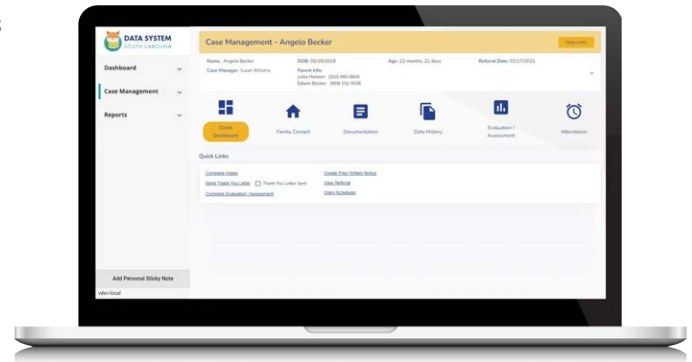 DATA SYSTEM
SOUTH CAROLINA
Case Management - Angelo Becker
Help Links
Dashboard
Case Management
Reports
Name: Angelo Becker
DOB: 05/18/2019
Age: 22 months, 21 days
Referral Date: 01/17/2021
Case Manager: Susan Williams
Parent Info:
Client
Dashboard
Family Contact
Documentation
Data History
Evaluation /
Assessment
Attendance
Quick Links
Complete Intake
Create Prior Written Notice
Send Thank You Letter
Thank You Letter Sent
View Referral
Complete Evaluation / Assessment
Open Scheduler
Add Personal Sticky Note
vdev-local